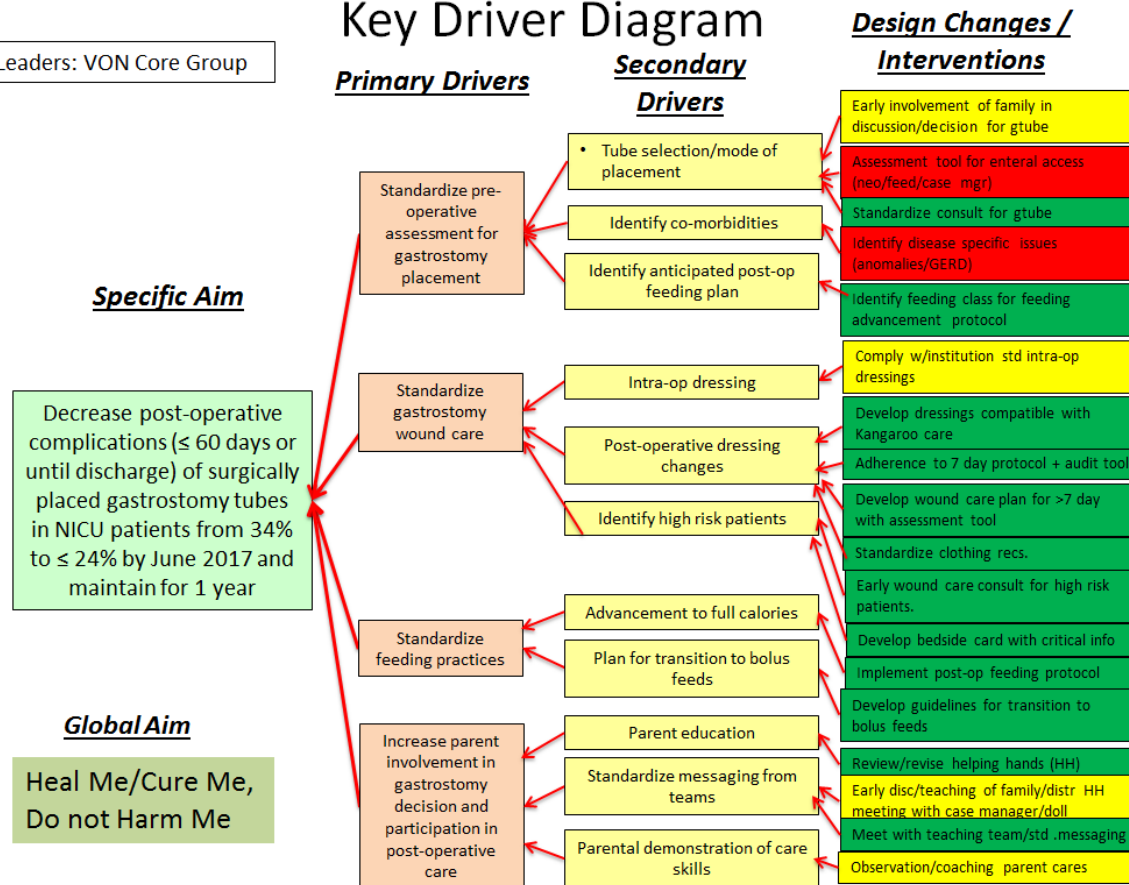 Key Driver Diagram
Leaders: VON Core Group
Primary Drivers
Secondary
Drivers
Design Changes /
Interventions
Specific Aim
Decrease post-operative
complications (≤ 60 days or
until discharge) of surgically
placed gastrostomy tubes
in NICU patients from 34%
to ≤ 24% by June 2017 and
maintain for 1 year
Global Aim
Heal Me/Cure Me,
Do not Harm Me
Standardize pre-
operative
assessment for
gastrostomy
placement
Standardize
gastrostomy
wound care
Standardize
feeding practices
Increase parent
involvement in
gastrostomy
decision and
participation in
post-operative
care
• Tube selection/mode of
placement
Identify co-morbidities
Identify anticipated post-op
feeding plan
Intra-op dressing
Post-operative dressing
changes
Identify high risk patients
Advancement to full calories
Plan for transition to bolus
feeds
Parent education
Standardize messaging from
teams
Parental demonstration of care
skills
Early involvement of family in
discussion/decision for gtube
Assessment tool for enteral access
(neo/feed/case mgr)
Standardize consult for gtube
Identify disease specific issues
(anomalies/GERD)
Identify feeding class for feeding
advancement protocol
Comply w/institution std intra-op
dressings
Develop dressings compatible with
Kangaroo care
Adherence to 7 day protocol + audit tool
Develop wound care plan for >7 day
with assessment tool
Standardize clothing recs.
Early wound care consult for high risk
patients.
Develop bedside card with critical info
Implement post-op feeding protocol
Develop guidelines for transition to
bolus feeds
Review/revise helping hands (HH)
Early disc/teaching of family/distr HH
meeting with case manager/doll
Meet with teaching team/std .messaging
Observation/coaching parent cares